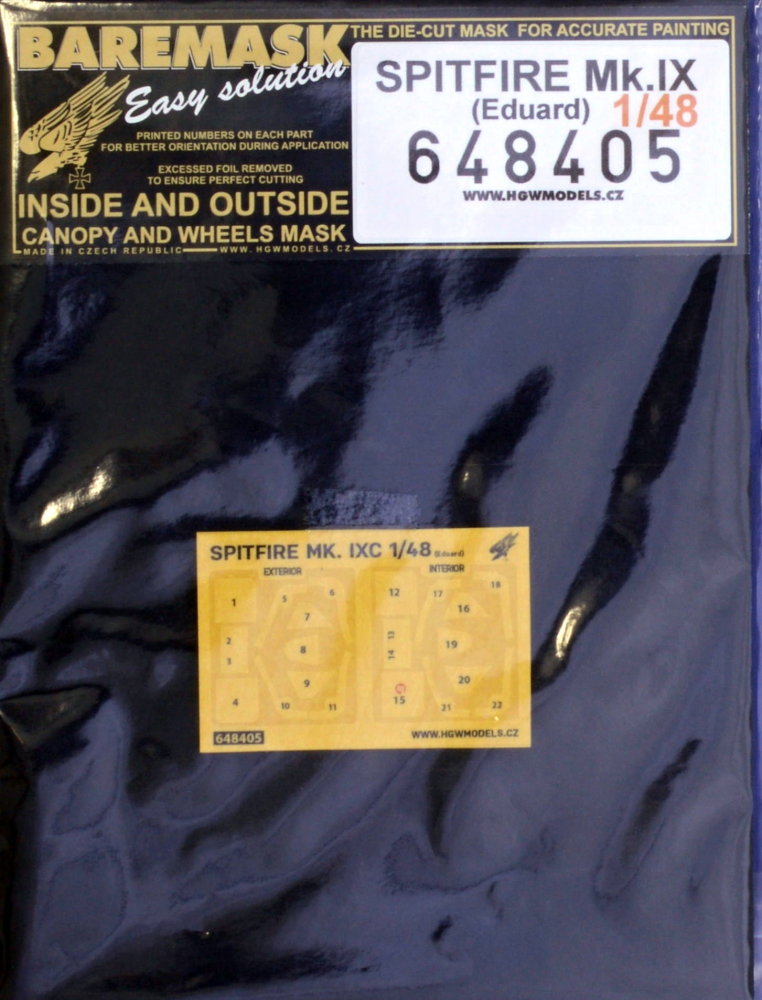 BAREMASK
Easy solution
PRINTED NUMBERS ON EACH PART
FOR BETTER ORIENTATION DURING APPLICATION
EXCESSED FOIL REMOVED
TO ENSURE PERFECT CUTTING
INSIDE AND OUTSIDE
CANOPY AND WHEELS MASK
MADE IN CZECH REPUBLIC WWW.HGWMODELS.CZ
THE DIE-CUT MASK FOR ACCURATE PAINTING
SPITFIRE Mk.IX
(Eduard) 1/48
648405
WWW.HGWMODELS.CZ
SPITFIRE MK. IXC 1/48 (Eduard)
EXTERIOR
1
2
3
4
5
6
7
8
9
10
11
INTERIOR
12
13
14
15
16
17
18
19
20
21
22
648405
WWW.HGWMODELS.CZ